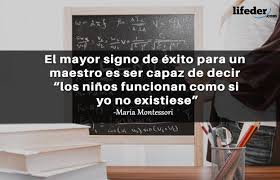 lifeder.com
El mayor signo de éxito para un
maestro es ser capaz de decir
“los niños funcionan como si
yo no existiese”
-Maria Montessori